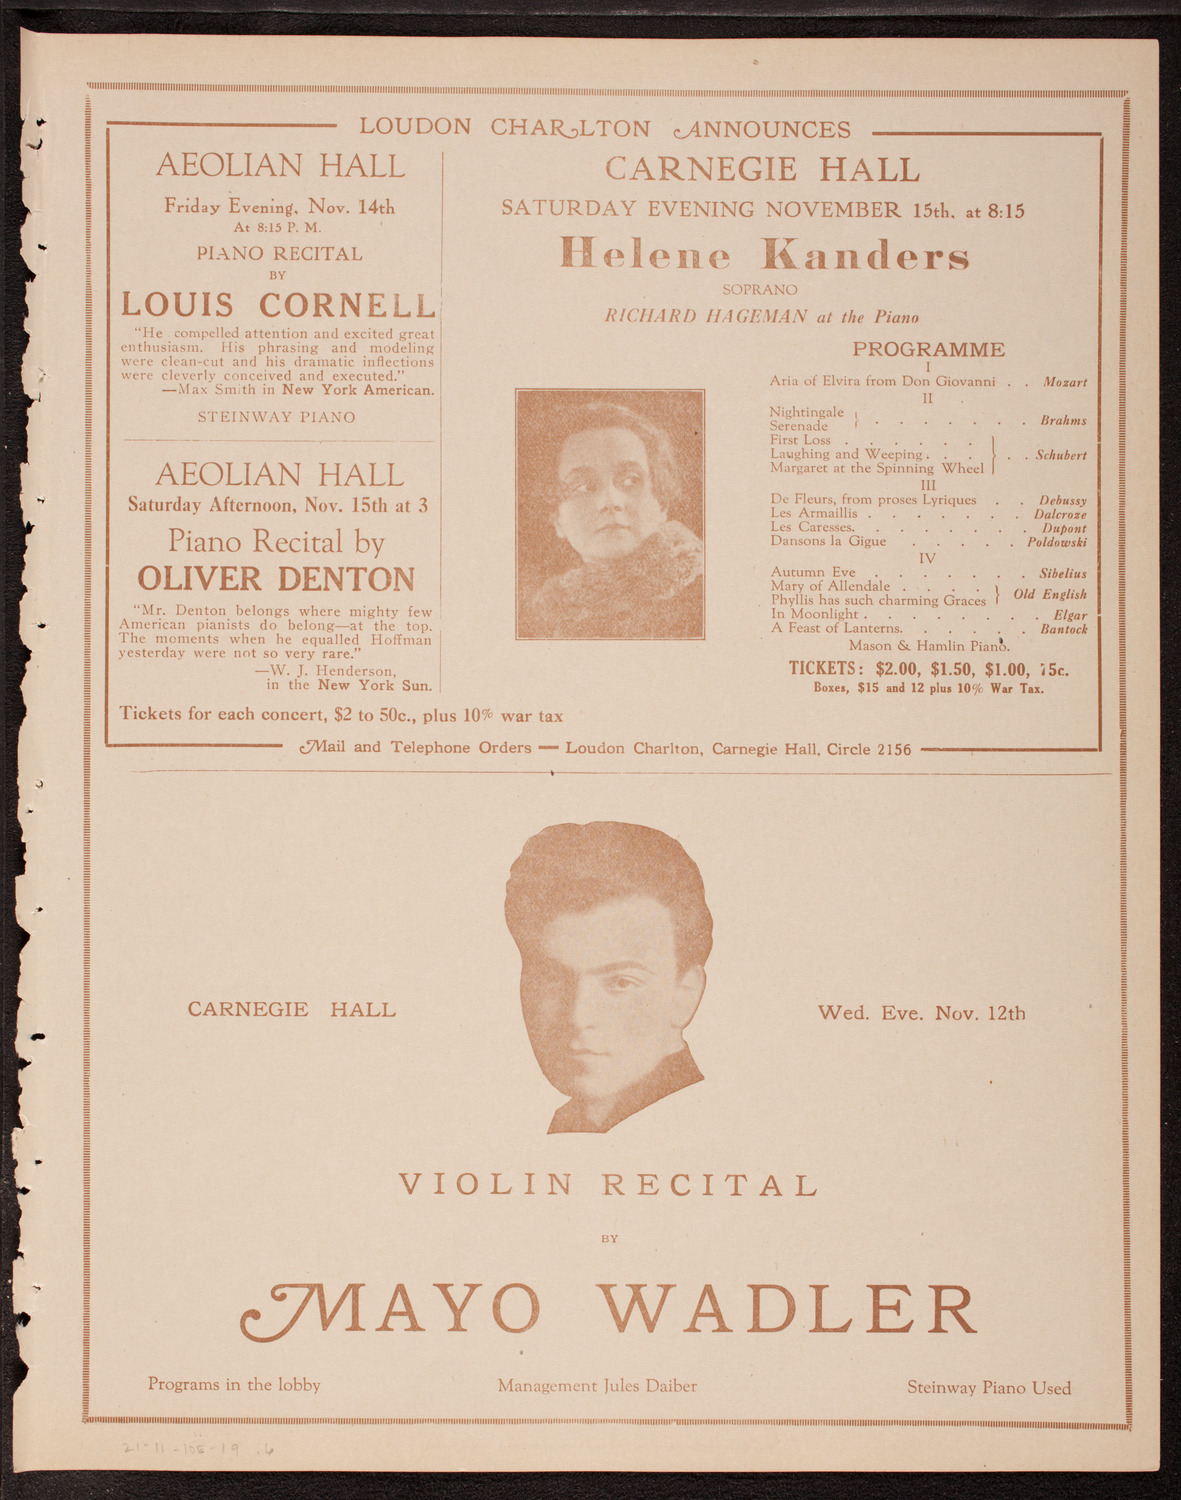 LOUDON CHARLTON ANNOUNCES
AEOLIAN HALL
Friday Evening, Nov. 14th
At 8:15 P. M.
PIANO RECITAL
BY
LOUIS CORNELL
"He compelled attention and excited great
enthusiasm. His phrasing and modeling
were clean-cut and his dramatic inflections
were cleverly conceived and executed."
—Max Smith in New York American.
STEINWAY PIANO
AEOLIAN HALL
Saturday Afternoon, Nov. 15th at 3
Piano Recital by
OLIVER DENTON
"Mr. Denton belongs where mighty few
American pianists do belong—at the top.
The moments when he equalled Hoffman
yesterday were not so very rare."
—W. J. Henderson,
in the New York Sun.
Tickets for each concert, $2 to 50c., plus 10% war tax
CARNEGIE HALL
SATURDAY EVENING NOVEMBER 15th. at 8:15
Helene Kanders
SOPRANO
RICHARD HAGEMAN at the Piano
PROGRAMME
I
Aria of Elvira from Don Giovanni . . Mozart
II
Nightingale
Serenade . . . . . . . Brahms
First Loss . . . . . .
Laughing and Weeping . . . . . Schubert
Margaret at the Spinning Wheel
III
De Fleurs, from proses Lyriques . . Debussy
Les Armaillis . . . . . . . Dalcroze
Les Caresses. . . . . . . . Dupont
Dansons la Gigue . . . . . Poldowski
IV
Autumn Eve . . . . . . . Sibelius
Mary of Allendale . . . .
Phyllis has such charming Graces Old English
In Moonlight . . . . . . . . Elgar
A Feast of Lanterns. . . . . . Bantock
Mason & Hamlin Piano.
TICKETS: $2.00, $1.50, $1.00, 75c.
Boxes, $15 and 12 plus 10% War Tax.
Mail and Telephone Orders — Loudon Charlton, Carnegie Hall, Circle 2156
CARNEGIE HALL
Wed. Eve. Nov. 12th
VIOLIN RECITAL
BY
MAYO WADLER
Programs in the lobby
Management Jules Daiber
Steinway Piano Used
21-11-105-19 .6